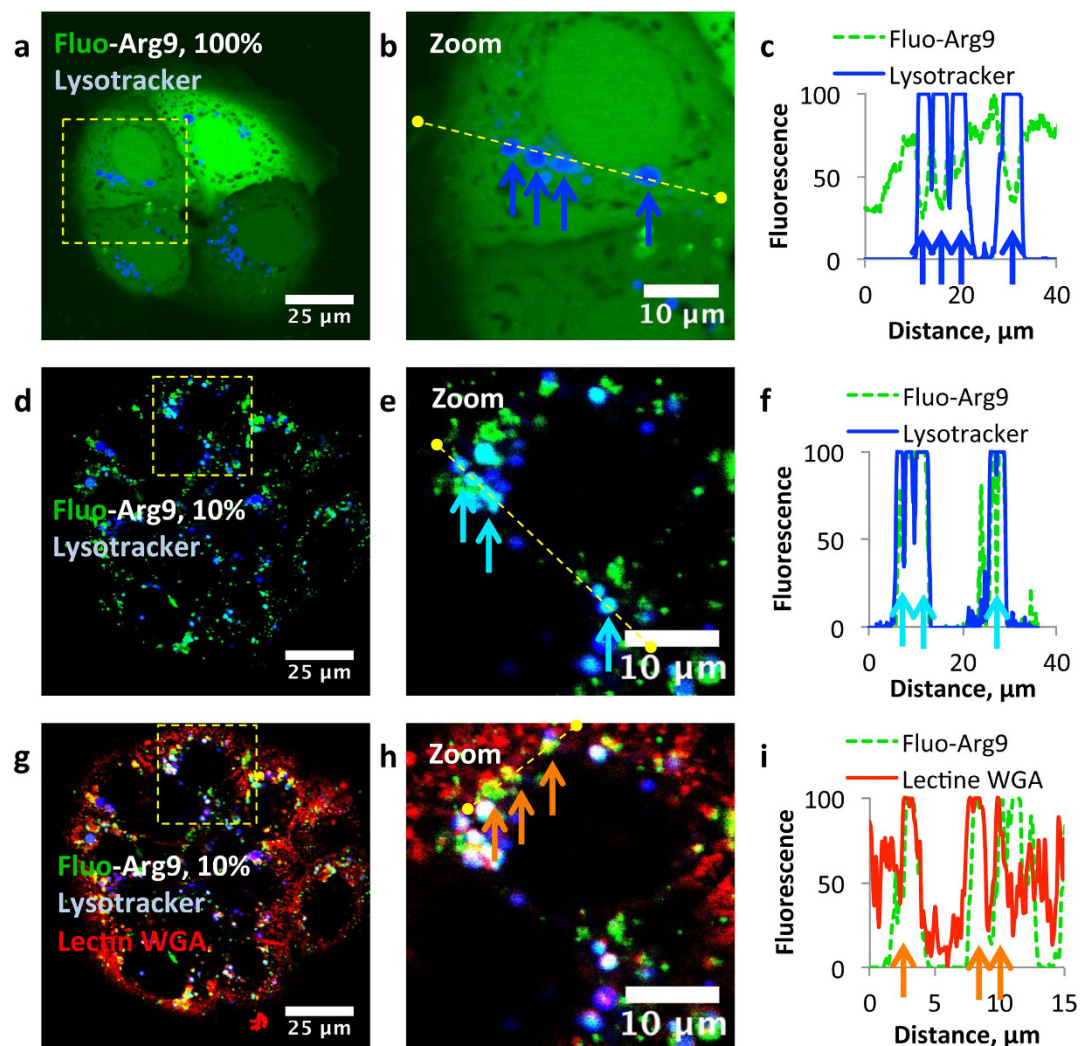 a
Fluo-Arg9, 100%
Lysotracker
25 µm
b
Zoom
10 µm
c
Fluo-Arg9
Lysotracker
Fluorescence
100
50
0
0 20 40
Distance, µm
d
Fluo-Arg9, 10%
Lysotracker
25 µm
e
Zoom
10 µm
f
Fluo-Arg9
Lysotracker
Fluorescence
100
50
0
0 20 40
Distance, µm
g
Fluo-Arg9, 10%
Lysotracker
Lectin WGA
25 µm
h
Zoom
10 µm
i
Fluo-Arg9
Lectine WGA
Fluorescence
100
50
0
0 5 10 15
Distance, µm